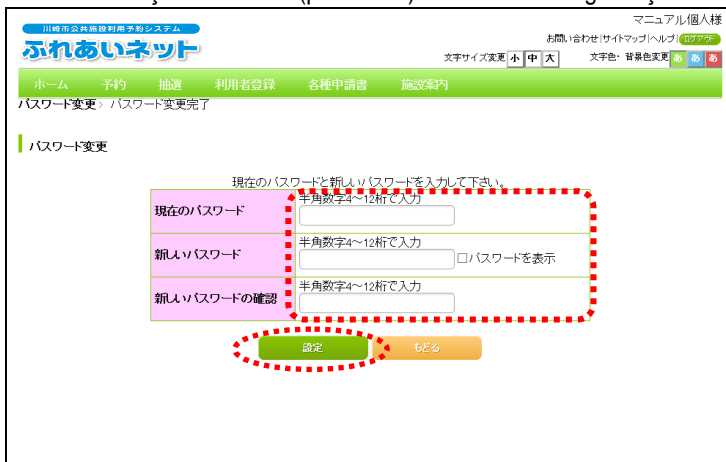 マニュアル個人様
川崎市公共施設利用予約システム
ふれあいネット
お問い合わせ|サイトマップ|ヘルプ|ログアウト
文字サイズ変更 小 中 大 文字色・背景色変更 あ あ あ
ホーム 予約 抽選 利用者登録 各種申請書 施設案内
パスワード変更> パスワード変更完了
パスワード変更
現在のパスワードと新しいパスワードを入力して下さい。
現在のパスワード 半角数字4～12桁で入力
新しいパスワード 半角数字4～12桁で入力
□パスワードを表示
新しいパスワードの確認 半角数字4～12桁で入力
設定 もどる